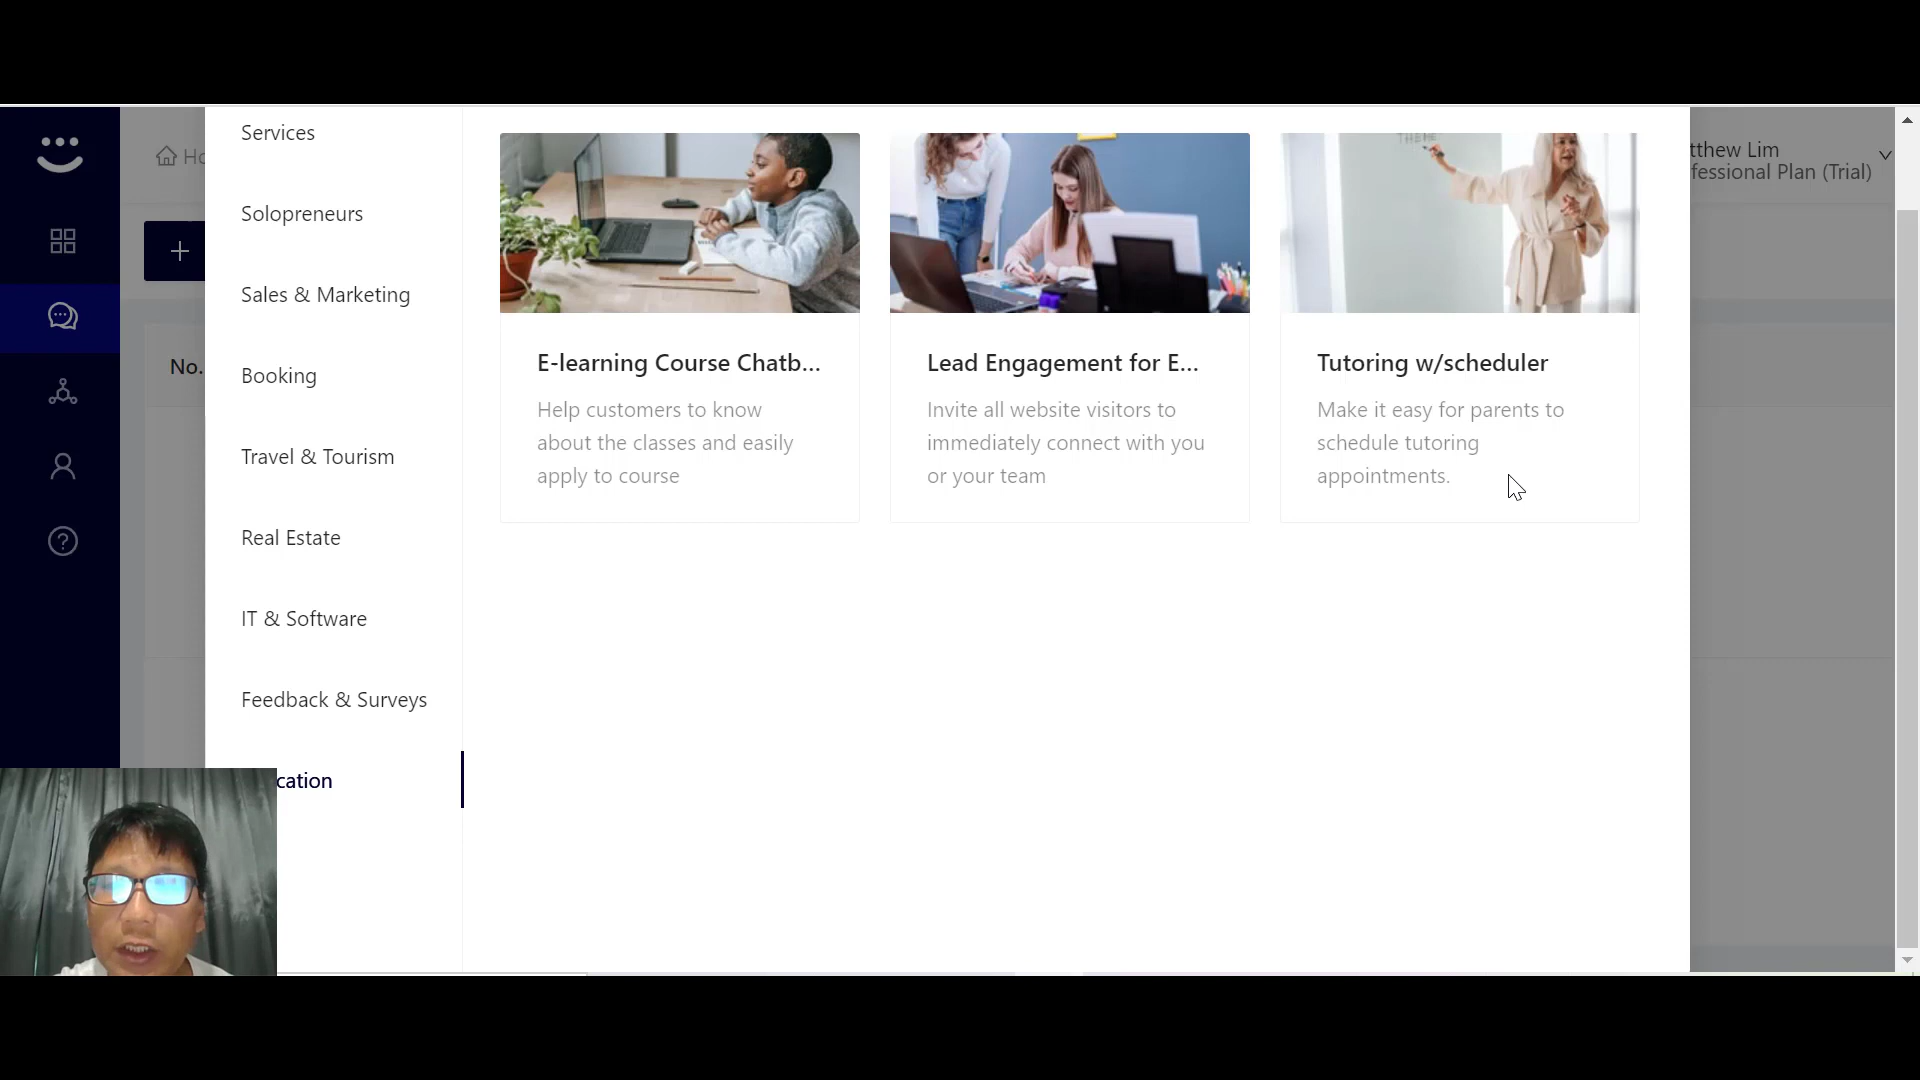 Services
Solopreneurs
Sales & Marketing
Booking
Travel & Tourism
Real Estate
IT & Software
Feedback & Surveys
cation
Ho
No.
E-learning Course Chatb...
Help customers to know
about the classes and easily
apply to course
Lead Engagement for E...
Invite all website visitors to
immediately connect with you
or your team
Tutoring w/scheduler
Make it easy for parents to
schedule tutoring
appointments.
tthew Lim
fessional Plan (Trial)